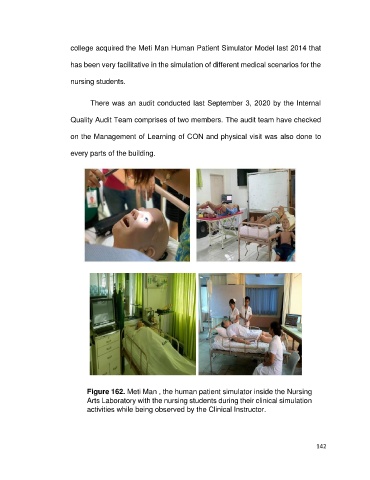 college acquired the Meti Man Human Patient Simulator Model last 2014 that
has been very facilitative in the simulation of different medical scenarios for the
nursing students.
There was an audit conducted last September 3, 2020 by the Internal
Quality Audit Team comprises of two members. The audit team have checked
on the Management of Learning of CON and physical visit was also done to
every parts of the building.
Figure 162. Meti Man , the human patient simulator inside the Nursing
Arts Laboratory with the nursing students during their clinical simulation
activities while being observed by the Clinical Instructor.
342